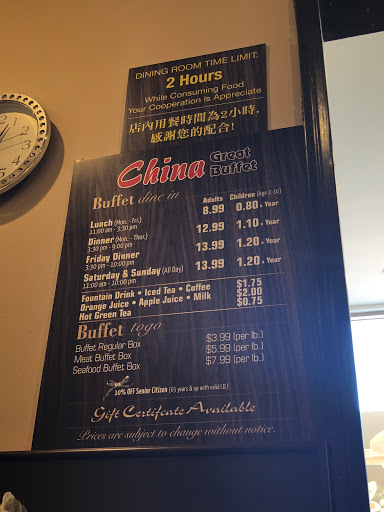 DINING ROOM TIME LIMIT:
2 Hours
While Consuming Food
Your Cooperation is Appreciate
店內用餐時間為2小時,
感謝您的配合!
China Great Buffet
Buffet dine in Adults Children (Age 2-10)
Lunch (Mon. - Fri.) 8.99 0.80 x Year
11:00 am - 3:30 pm
Dinner (Mon. - Thur.) 12.99 1.10 x Year
3:30 pm - 9:00 pm
Friday Dinner 13.99 1.20 x Year
3:30 pm - 10:00 pm
Saturday & Sunday (All Day) 13.99 1.20 x Year
11:00 am - 10:00 pm
Fountain Drink • Iced Tea • Coffee $1.75
Orange Juice • Apple Juice • Milk $2.00
Hot Green Tea $0.75
Buffet togo
Buffet Regular Box $3.99 (per lb.)
Meat Buffet Box $5.99 (per lb.)
Seafood Buffet Box $7.99 (per lb.)
10% OFF Senior Citizen (65 years & up with valid I.D.)
Gift Certifcate Available
Prices are subject to change without notice.